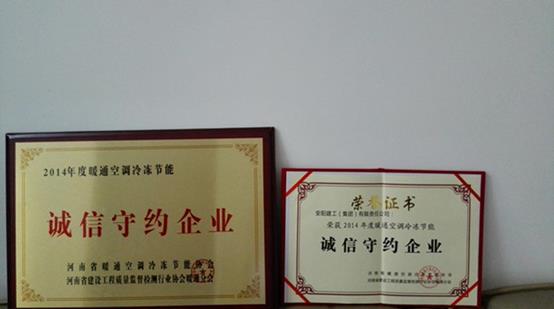 2014年度暖通空调冷冻节能
诚信守约企业
河南省暖通空调冷冻节能协会
河南省建设工程质量监督检测行业协会暖通分会
荣誉证书
安阳建工（集团）有限责任公司：
荣获2014年度暖通空调冷冻节能
诚信守约企业